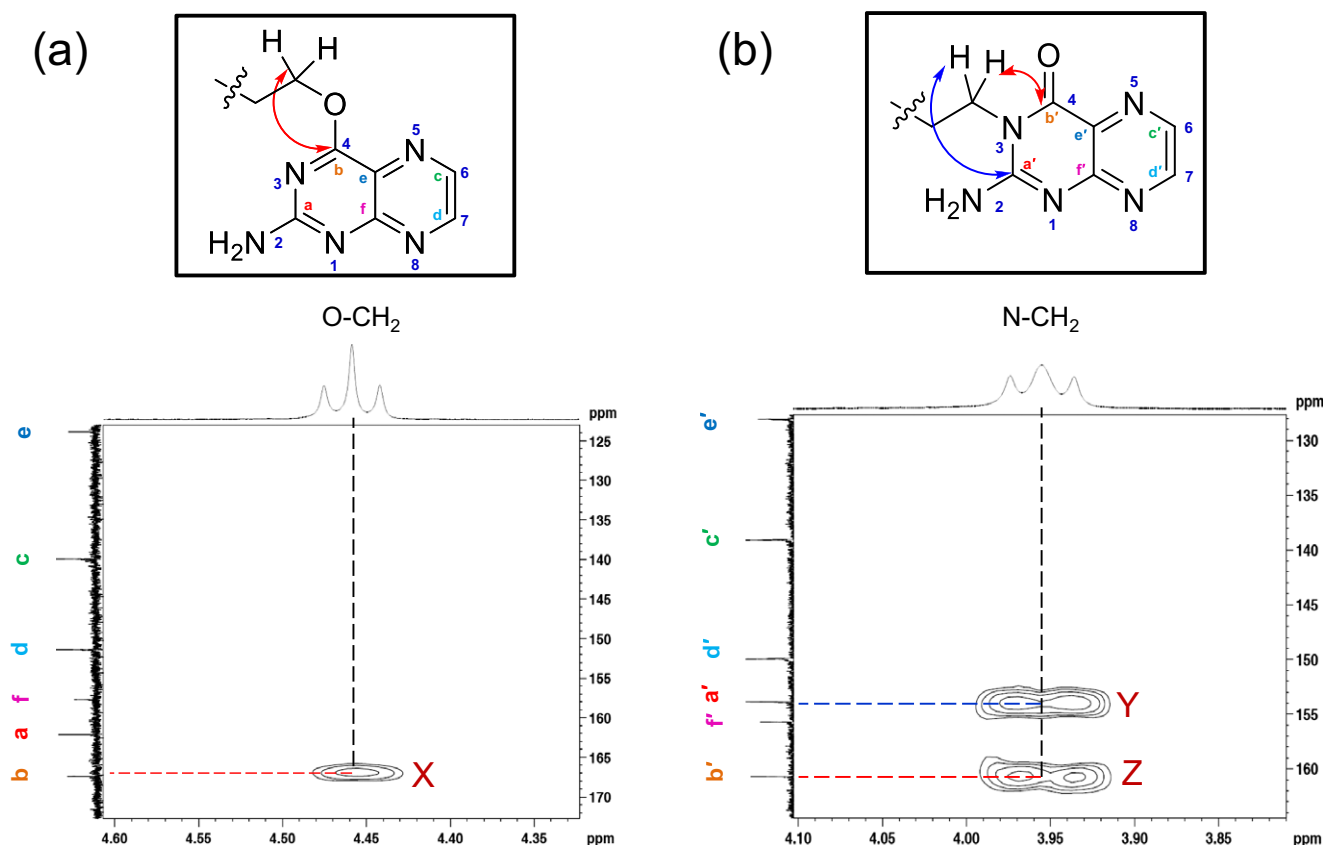 (a)
H H
O
4
N 5
3 N b e c 6
a f d 7
H₂N 2 N 1 N 8
O-CH₂
ppm
e
c
d
f
a
b
125
130
135
140
145
150
155
160
165
170
X
4.60 4.55 4.50 4.45 4.40 4.35 ppm
(b)
H H O
4 N 5
b′
N 3 e′ c′ 6
a′ f′ d′ 7
H₂N 2 N 1 N 8
N-CH₂
ppm
e′
c′
d′
a′
f′
b′
130
135
140
145
150
155
160
Y
Z
4.10 4.05 4.00 3.95 3.90 3.85 ppm